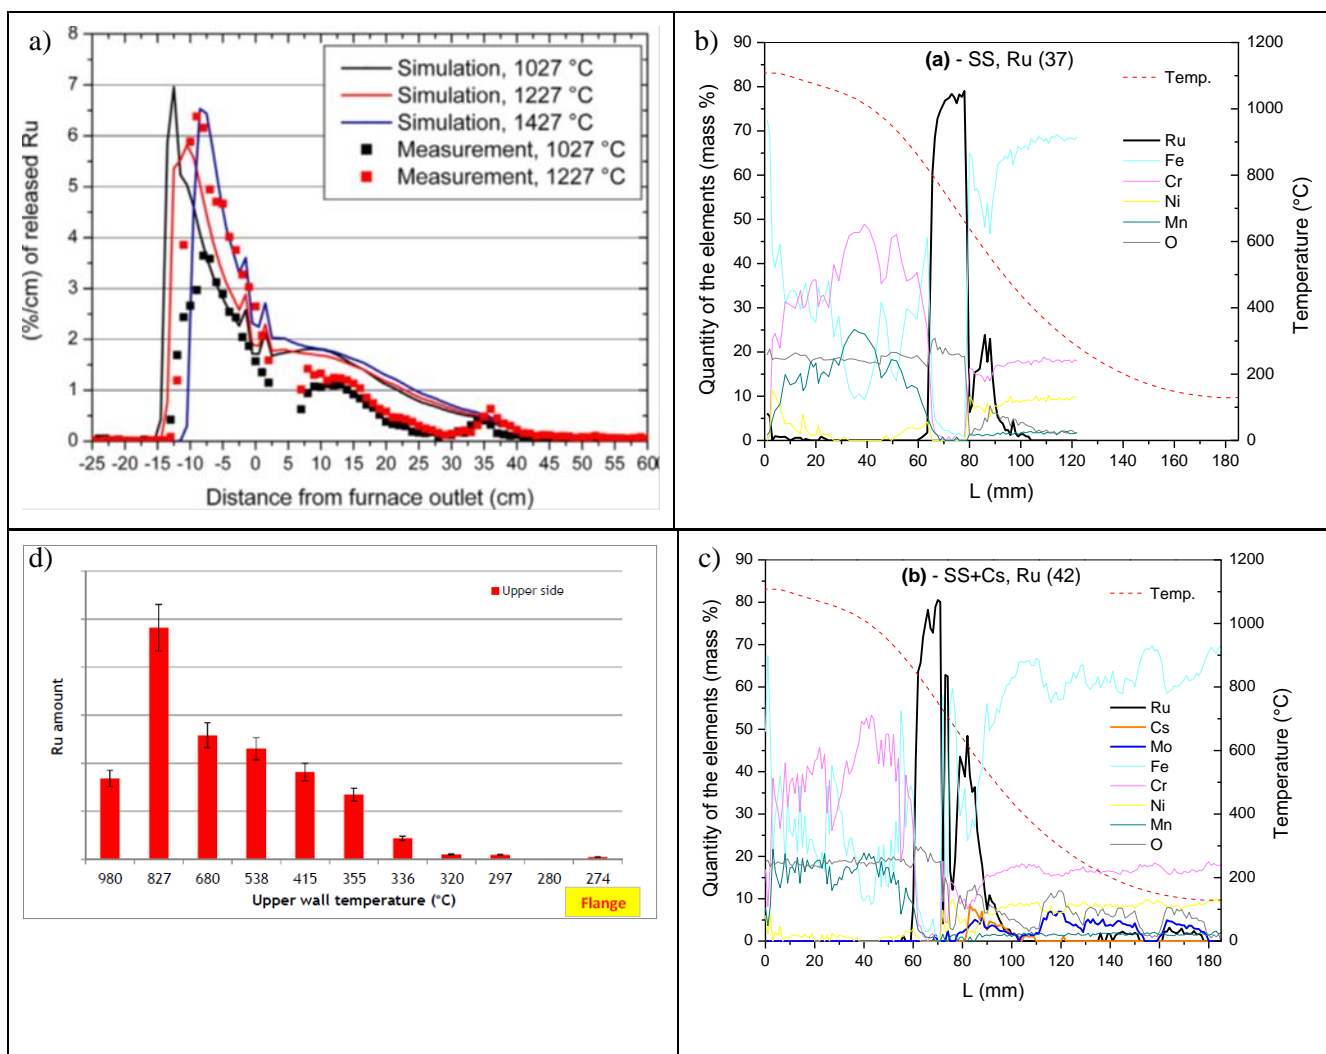 a)
(%/cm) of released Ru
8
7
6
5
4
3
2
1
0
-25 -20 -15 -10 -5 0 5 10 15 20 25 30 35 40 45 50 55 60
Distance from furnace outlet (cm)
Simulation, 1027 °C
Simulation, 1227 °C
Simulation, 1427 °C
Measurement, 1027 °C
Measurement, 1227 °C
b)
(a) - SS, Ru (37)
Quantity of the elements (mass %)
90
80
70
60
50
40
30
20
10
0
0 20 40 60 80 100 120 140 160 180
L (mm)
1200
1000
800
600
400
200
0
Temperature (°C)
Temp.
Ru
Fe
Cr
Ni
Mn
O
d)
Ru amount
Upper side
980 827 680 538 415 355 336 320 297 280 274
Upper wall temperature (°C)
Flange
c)
(b) - SS+Cs, Ru (42)
Quantity of the elements (mass %)
90
80
70
60
50
40
30
20
10
0
0 20 40 60 80 100 120 140 160 180
L (mm)
1200
1000
800
600
400
200
0
Temperature (°C)
Temp.
Ru
Cs
Mo
Fe
Cr
Ni
Mn
O